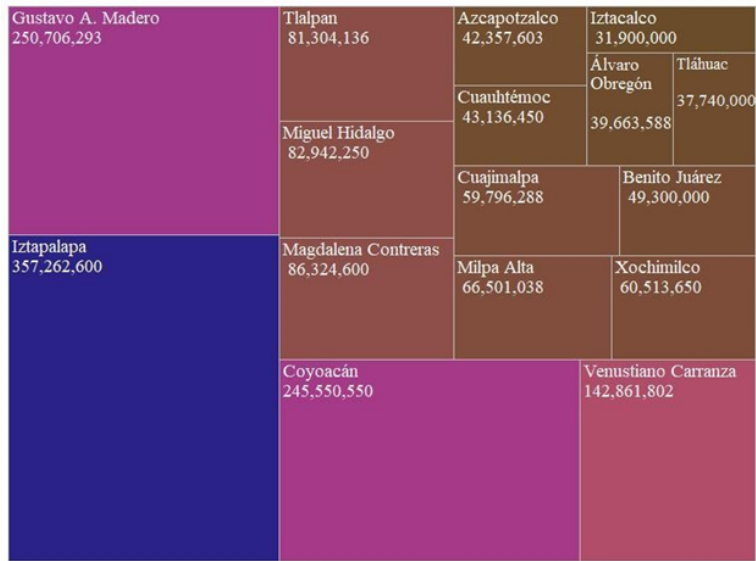 Gustavo A. Madero
250,706,293
Iztapalapa
357,262,600
Tlalpan
81,304,136
Miguel Hidalgo
82,942,250
Magdalena Contreras
86,324,600
Azcapotzalco
42,357,603
Cuauhtémoc
43,136,450
Iztacalco
31,900,000
Álvaro
Obregón
39,663,588
Tláhuac
37,740,000
Cuajimalpa
59,796,288
Benito Juárez
49,300,000
Milpa Alta
66,501,038
Xochimilco
60,513,650
Coyoacán
245,550,550
Venustiano Carranza
142,861,802